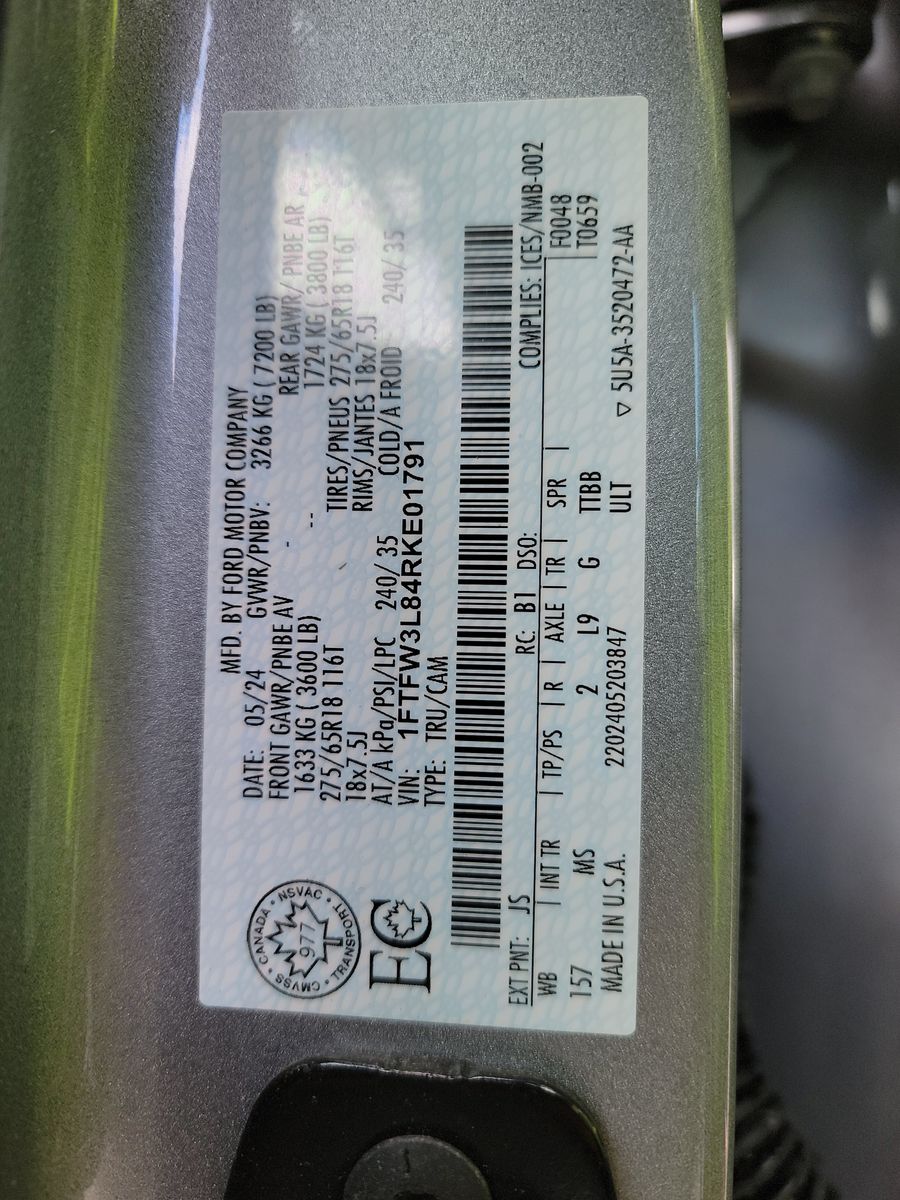 MFD. BY FORD MOTOR COMPANY
DATE: 05/24 GVWR/PNBV: 3266 KG ( 7200 LB)
FRONT GAWR/PNBE AV - REAR GAWR/ PNBE AR
1633 KG ( 3600 LB) -- 1724 KG ( 3800 LB)
275/65R18 116T TIRES/PNEUS 275/65R18 116T
18x7.5J RIMS/JANTES 18x7.5J
AT/A kPa/PSI/LPC 240/ 35 COLD/A FROID 240/ 35
VIN: 1FTFW3L84RKE01791
TYPE: TRU/CAM
CANADA • NSVAC • TRANSPORT • CMVSS •
977
EC
EXT PNT: JS RC: B1 DSO: COMPLIES: ICES/NMB-002
WB | INT TR | TP/PS | R | AXLE | TR | SPR | F0048
157 MS 2 L9 G TTBB T0659
MADE IN U.S.A. 2202405203847 ULT ▽ 5U5A-3520472-AA